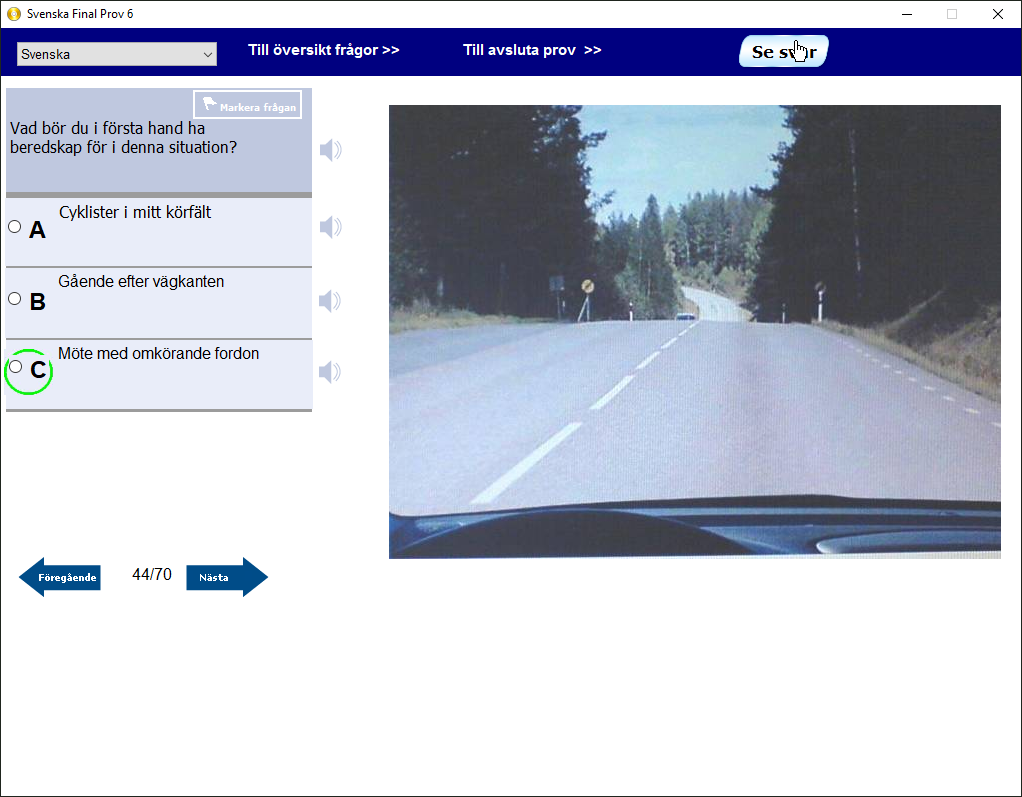 Svenska Final Prov 6
Svenska
Till översikt frågor >>
Till avsluta prov >>
Se svar
Markera frågan
Vad bör du i första hand ha
beredskap för i denna situation?
A
Cyklister i mitt körfält
B
Gående efter vägkanten
C
Möte med omkörande fordon
Föregående
44/70
Nästa